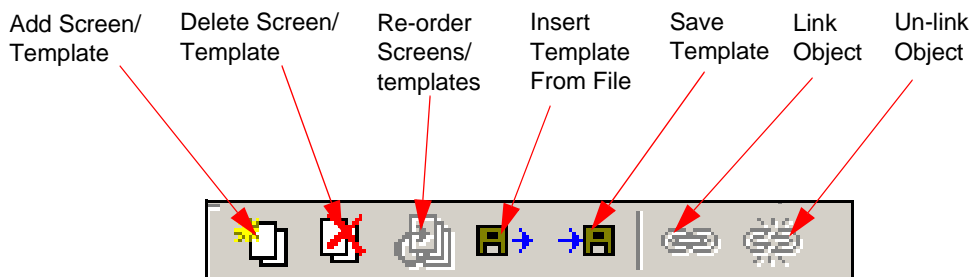 Add Screen/
Template
Delete Screen/
Template
Re-order
Screens/
templates
Insert
Template
From File
Save
Template
Link
Object
Un-link
Object